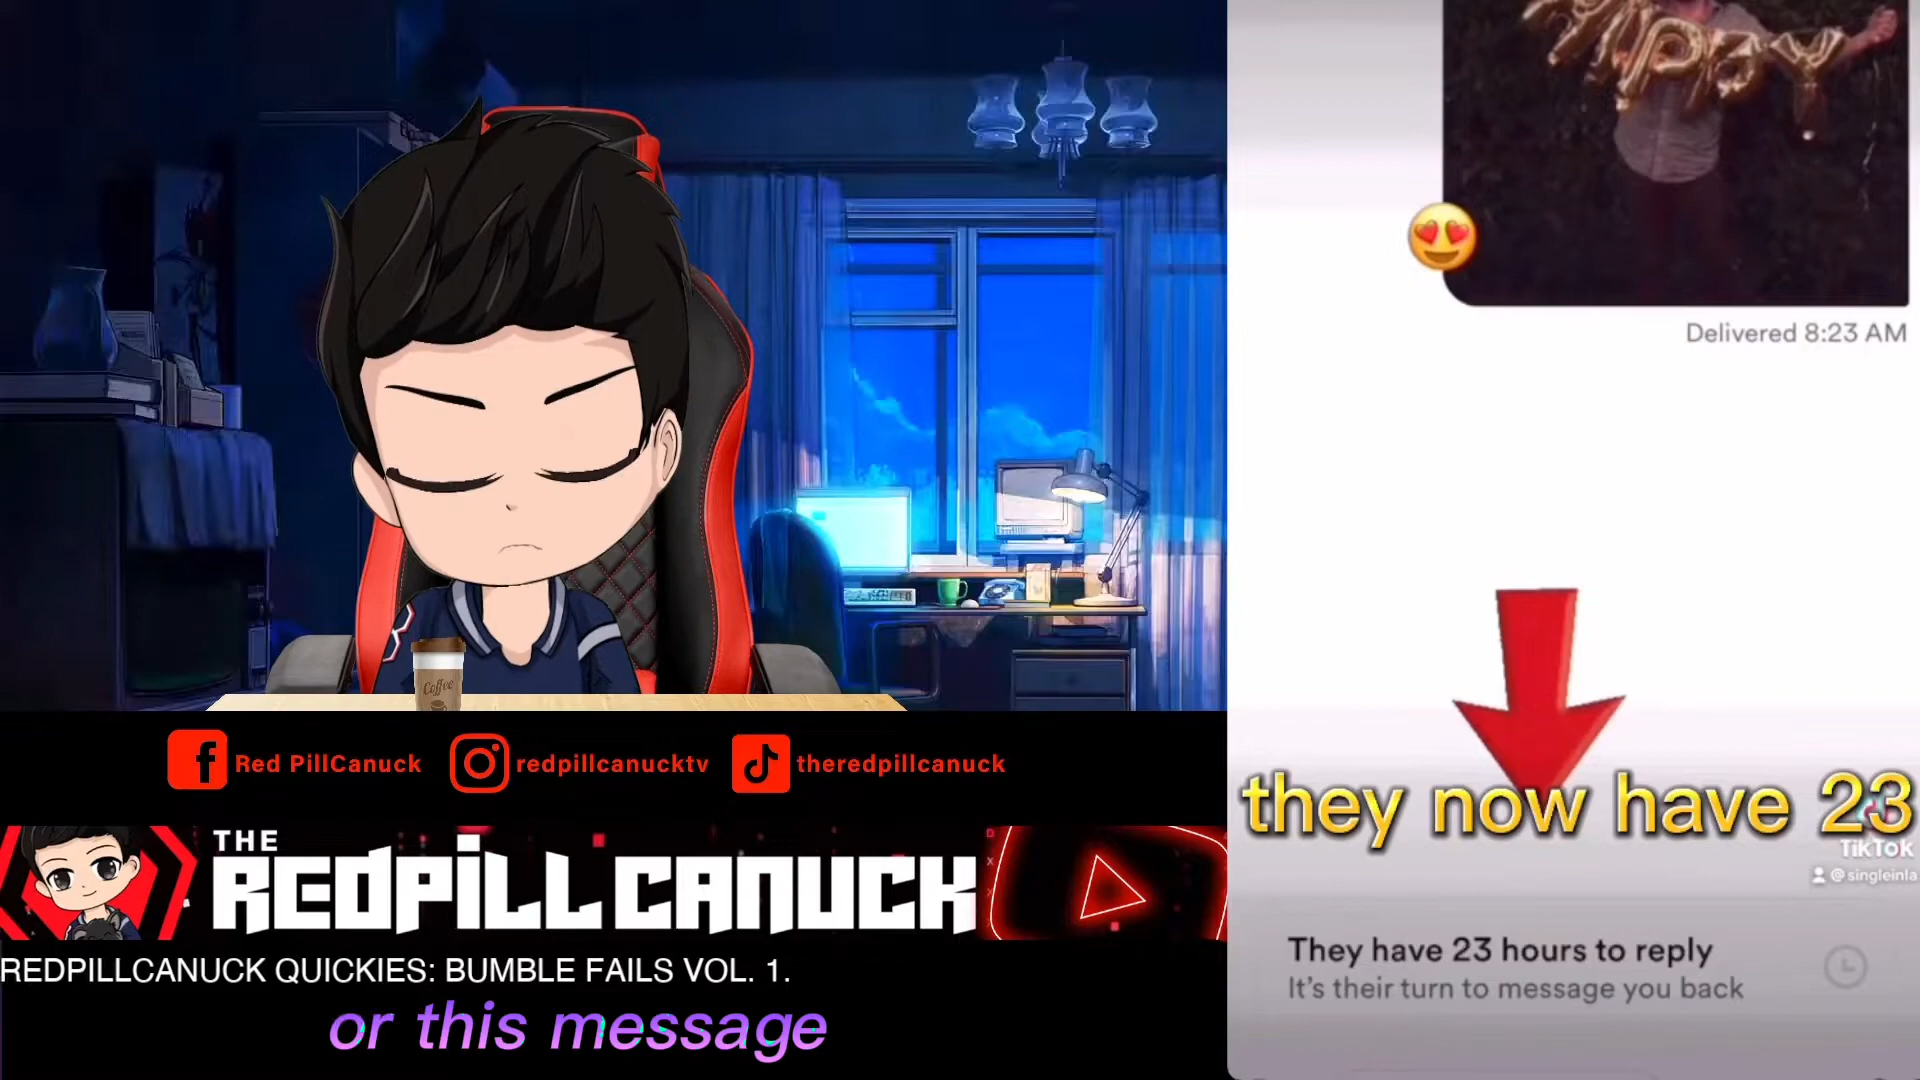 Coffee
Red PillCanuck
redpillcanucktv
theredpillcanuck
THE
REDPILL CANUCK
REDPILLCANUCK QUICKIES: BUMBLE FAILS VOL. 1.
or this message
Delivered 8:23 AM
they now have 23
TikTok
@singleinla
They have 23 hours to reply
It's their turn to message you back